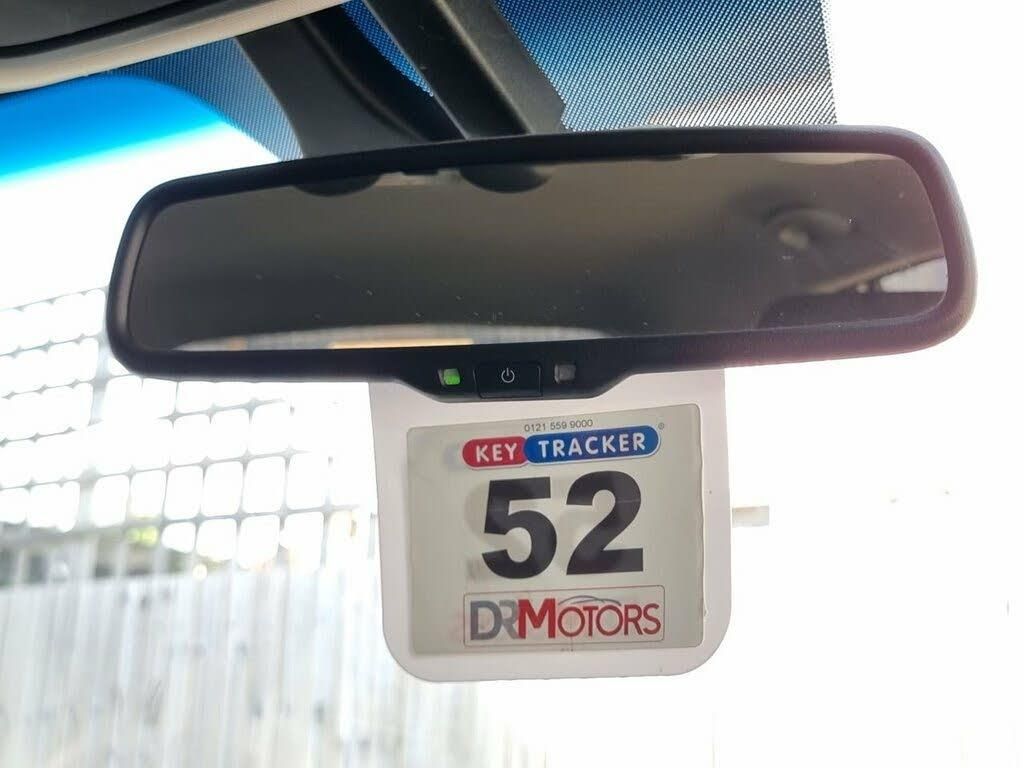 0121 559 9000
KEY TRACKER®
52
DRMOTORS